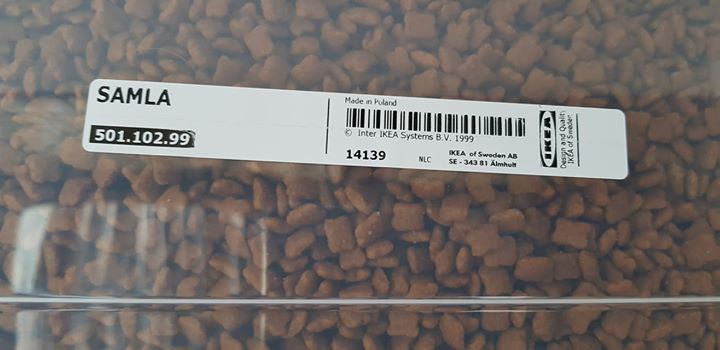 SAMLA
501.102.99
Made in Poland
© Inter IKEA Systems B.V. 1999
14139
NLC
IKEA of Sweden AB
SE - 343 81 Älmhult
IKEA
Design and Quality
IKEA of Sweden